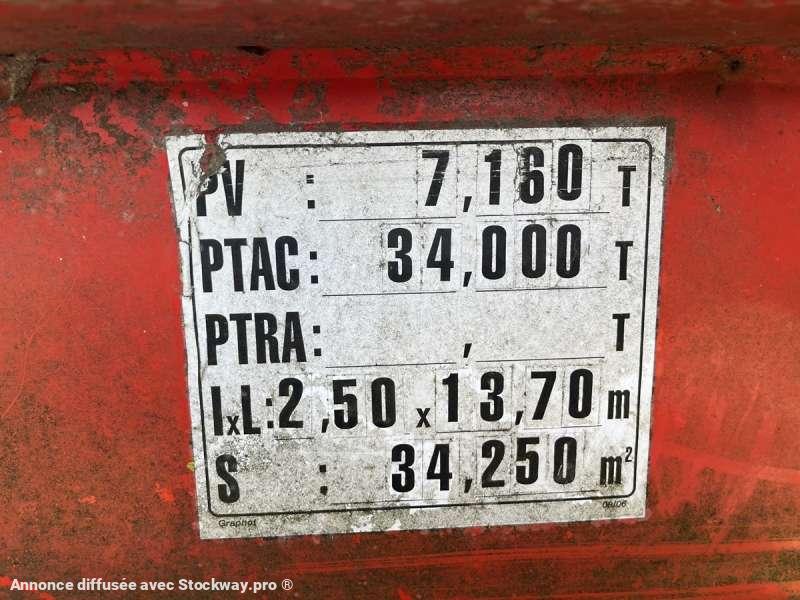 PV : 7,160 T
PTAC: 34,000 T
PTRA: , T
IxL: 2,50 x 13,70 m
S : 34,250 m²
Graphot 06/06
Annonce diffusée avec Stockway.pro ®